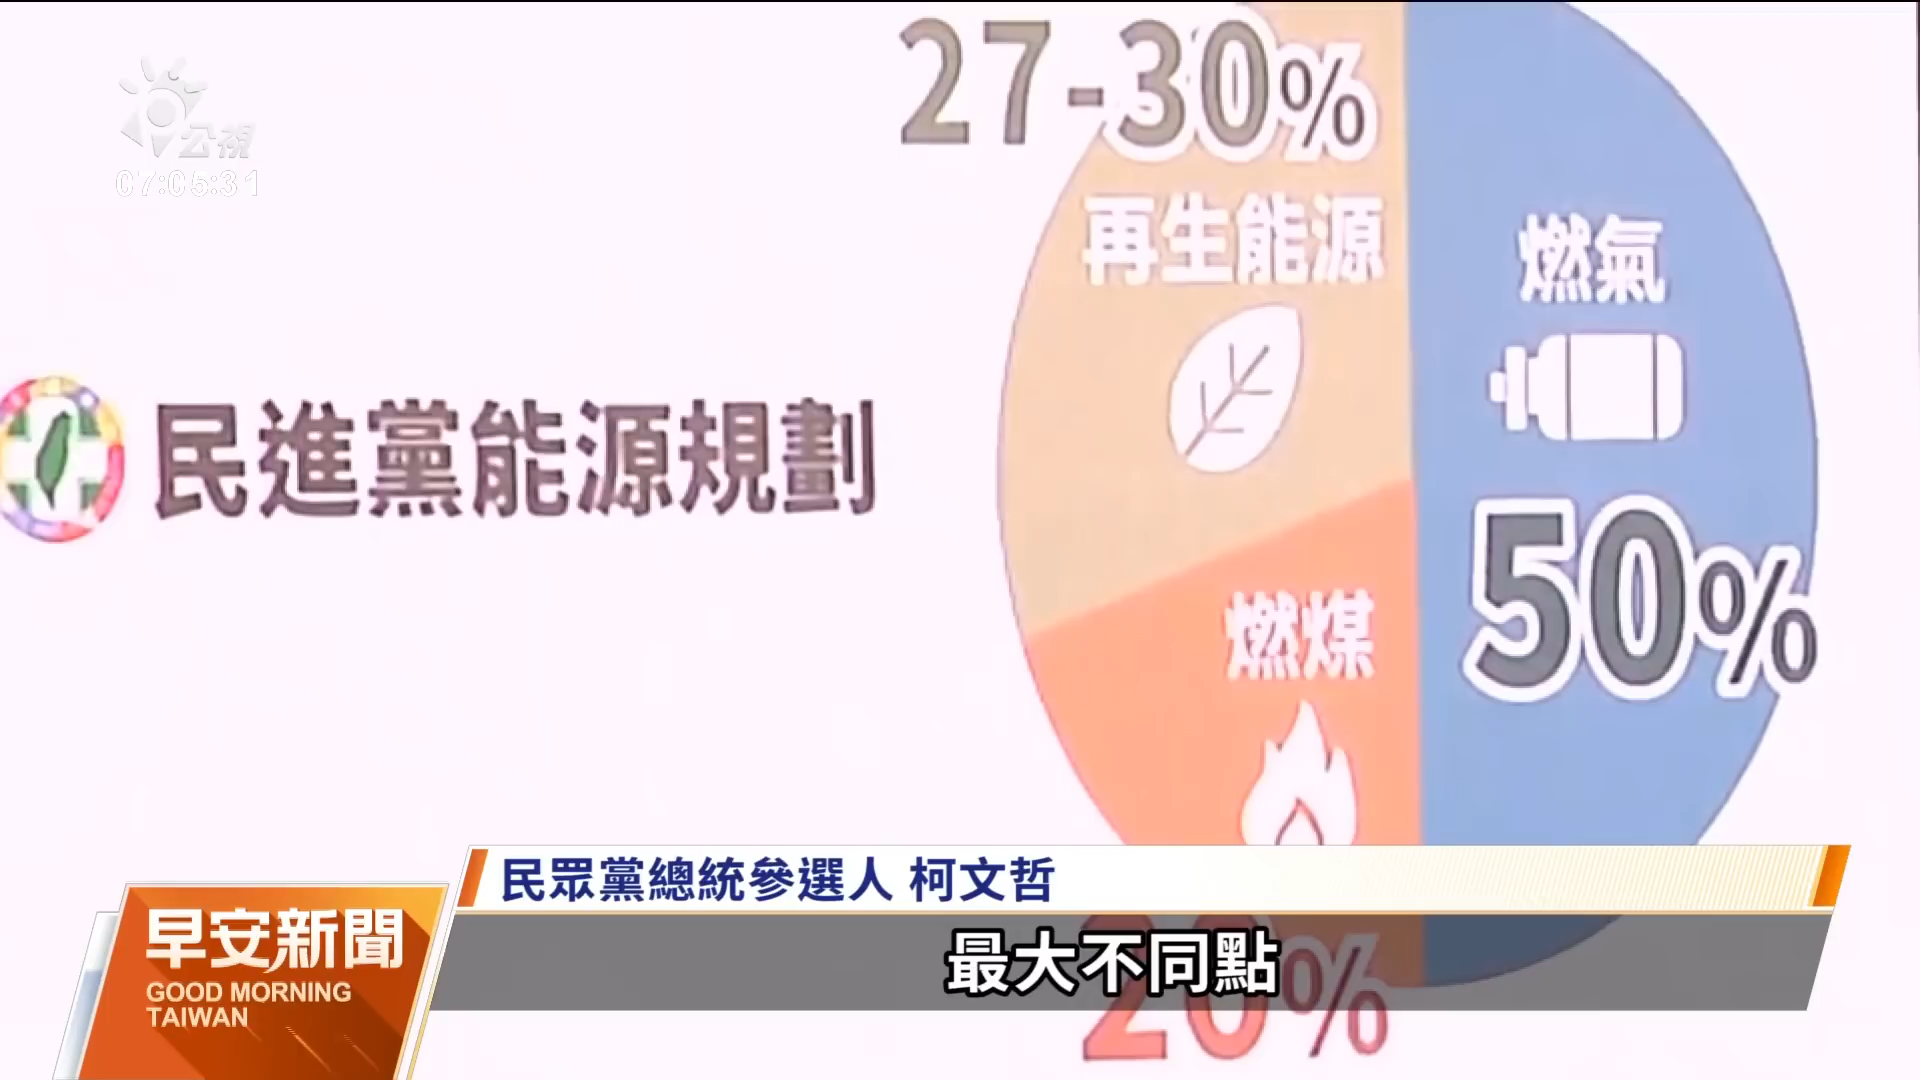 27-30%
公視
07:05:31
再生能源
燃氣
民進黨能源規劃
50%
燃煤
民眾黨總統參選人 柯文哲
早安新聞
GOOD MORNING
TAIWAN
最大不同點
20%